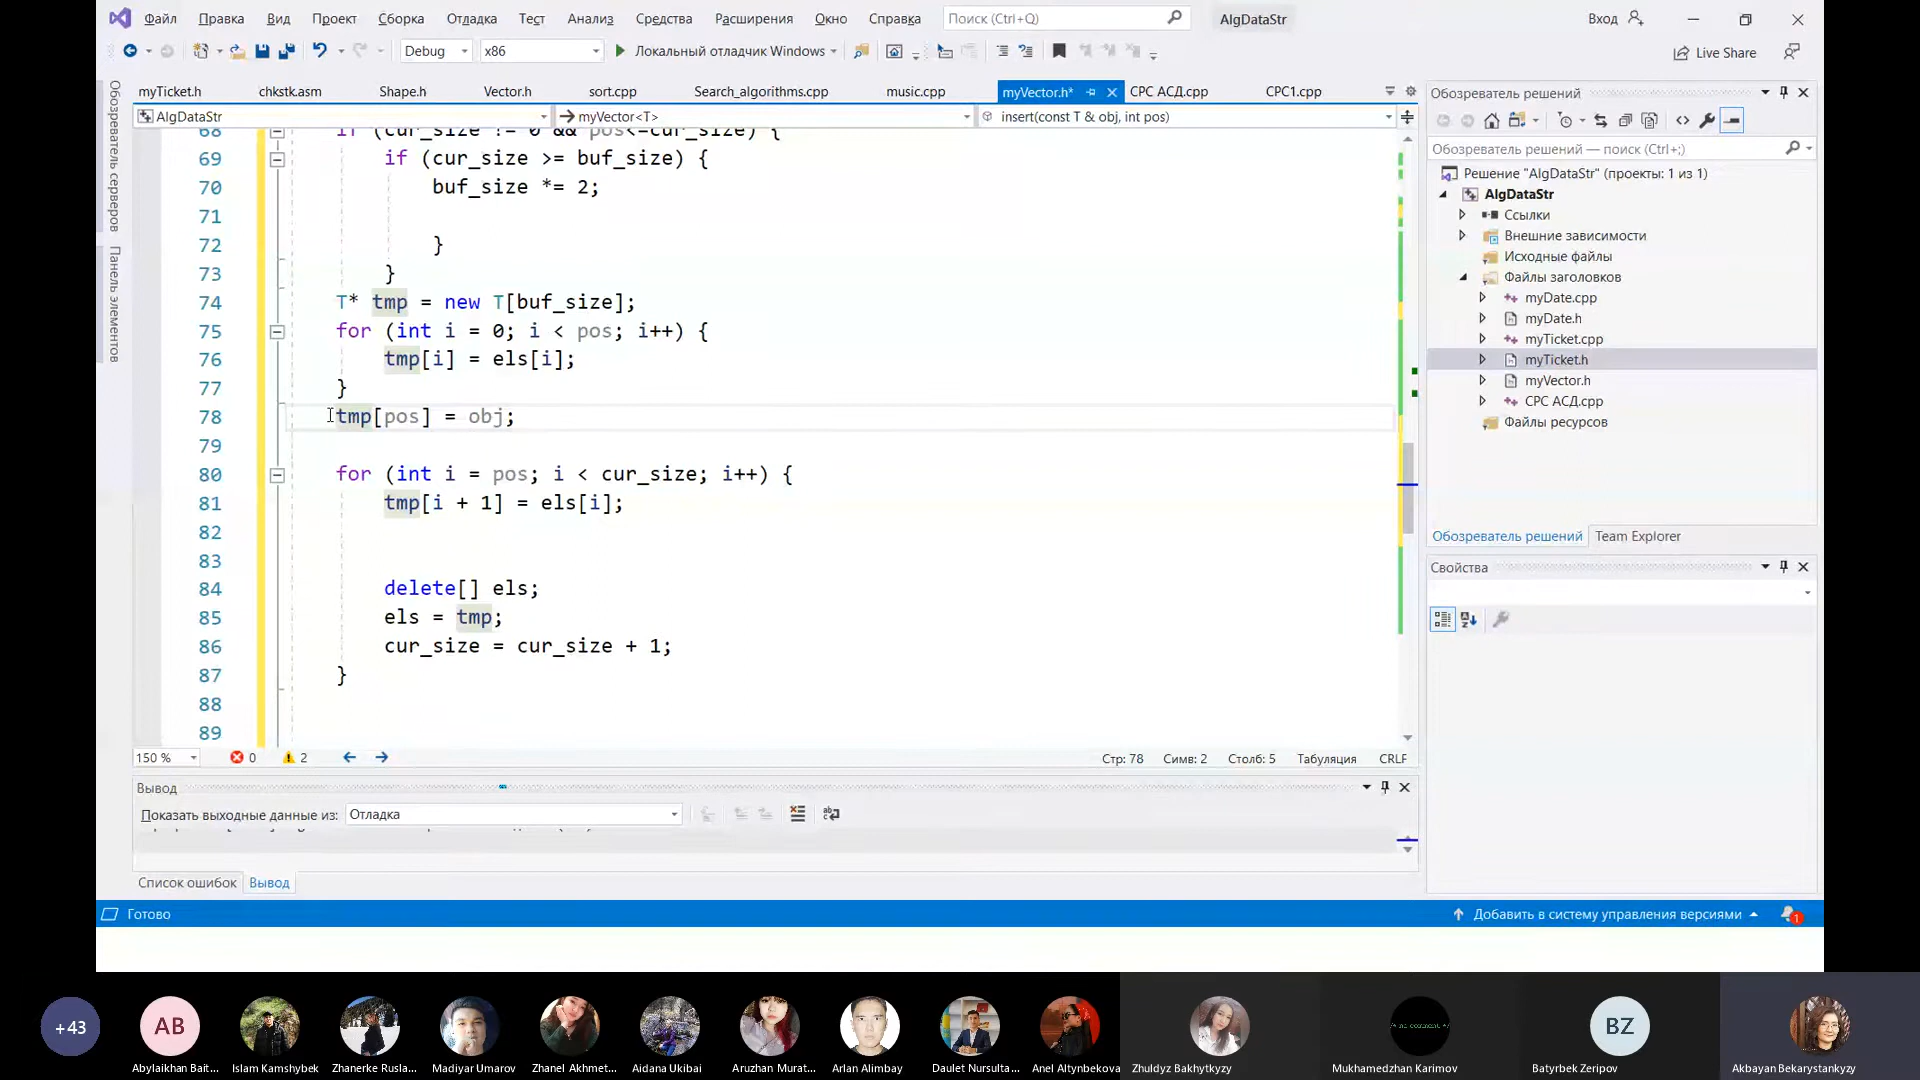 Файл Правка Вид Проект Сборка Отладка Тест Анализ Средства Расширения Окно Справка Поиск (Ctrl+Q) AlgDataStr Вход
Debug x86 Локальный отладчик Windows Live Share
myTicket.h chkstk.asm Shape.h Vector.h sort.cpp Search_algorithms.cpp music.cpp myVector.h* СРС АСД.cpp СРС1.cpp
AlgDataStr myVector<T> insert(const T & obj, int pos)
Обозреватель серверов
Панель элементов
68 if (cur_size != 0 && pos<=cur_size) {
69 if (cur_size >= buf_size) {
70 buf_size *= 2;
71
72 }
73 }
74 T* tmp = new T[buf_size];
75 for (int i = 0; i < pos; i++) {
76 tmp[i] = els[i];
77 }
78 tmp[pos] = obj;
79
80 for (int i = pos; i < cur_size; i++) {
81 tmp[i + 1] = els[i];
82
83
84 delete[] els;
85 els = tmp;
86 cur_size = cur_size + 1;
87 }
88
89
150 % 0 2 Стр: 78 Симв: 2 Столб: 5 Табуляция CRLF
Вывод
Показать выходные данные из: Отладка
Список ошибок Вывод
Обозреватель решений
Обозреватель решений — поиск (Ctrl+;)
Решение "AlgDataStr" (проекты: 1 из 1)
AlgDataStr
Ссылки
Внешние зависимости
Исходные файлы
Файлы заголовков
myDate.cpp
myDate.h
myTicket.cpp
myTicket.h
myVector.h
СРС АСД.cpp
Файлы ресурсов
Обозреватель решений Team Explorer
Свойства
Готово Добавить в систему управления версиями 1
+43 AB BZ
Abylaikhan Bait... Islam Kamshybek Zhanerke Rusla... Madiyar Umarov Zhanel Akhmet... Aidana Ukibai Aruzhan Murat... Arlan Alimbay Daulet Nursulta... Anel Altynbekova Zhuldyz Bakhytkyzy Mukhamedzhan Karimov Batyrbek Zeripov Akbayan Bekarystankyzy